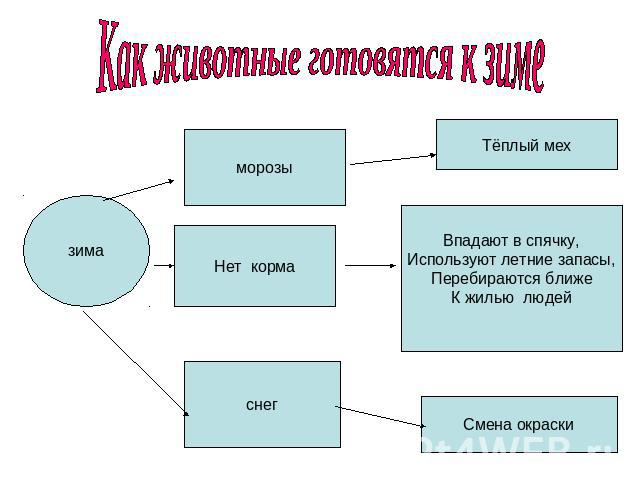 Как животные готовятся к зиме
Тёплый мех
морозы
зима
Нет корма
Впадают в спячку,
Используют летние запасы,
Перебираются ближе
К жилью людей
снег
Смена окраски